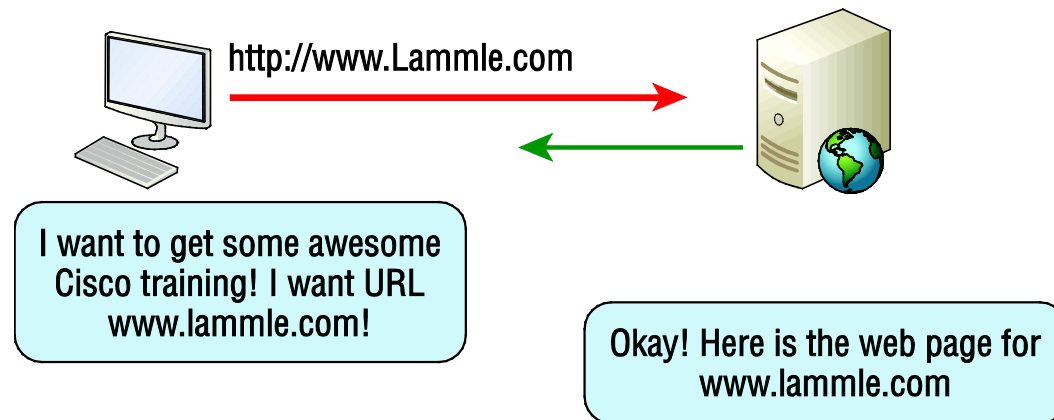 http://www.Lammle.com
I want to get some awesome
Cisco training! I want URL
www.lammle.com!
Okay! Here is the web page for
www.lammle.com